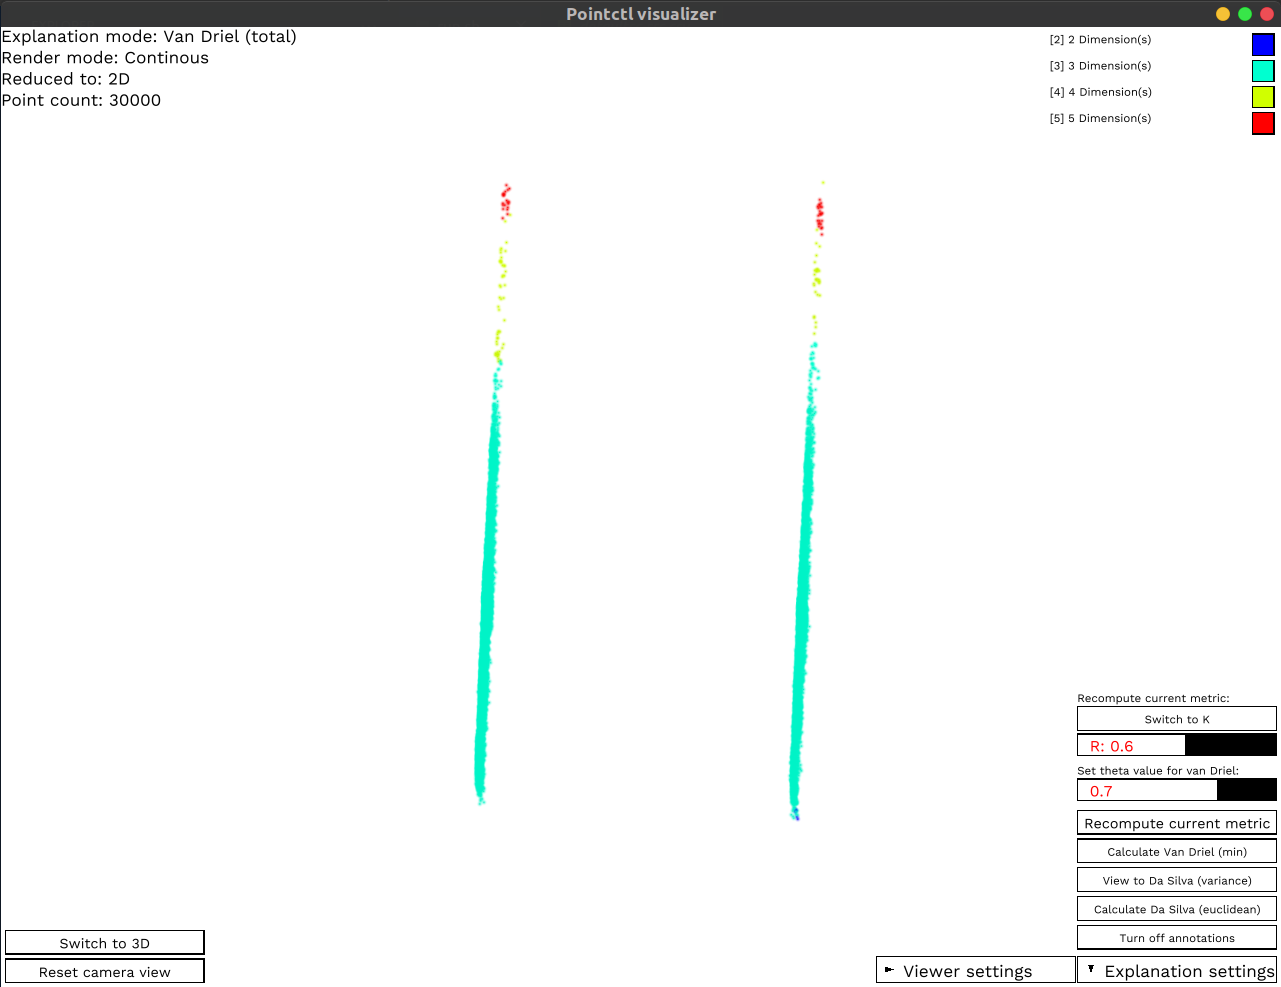 Pointctl visualizer
Explanation mode: Van Driel (total)
Render mode: Continous
Reduced to: 2D
Point count: 30000
[2] 2 Dimension(s)
[3] 3 Dimension(s)
[4] 4 Dimension(s)
[5] 5 Dimension(s)
Recompute current metric:
Switch to K
R: 0.6
Set theta value for van Driel:
0.7
Recompute current metric
Calculate Van Driel (min)
View to Da Silva (variance)
Calculate Da Silva (euclidean)
Turn off annotations
Switch to 3D
Reset camera view
Viewer settings
Explanation settings